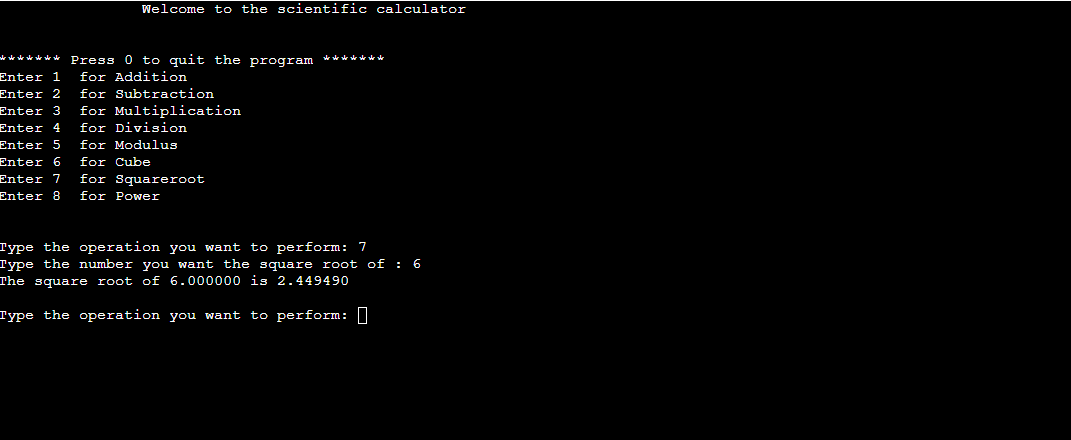 Welcome to the scientific calculator
******* Press 0 to quit the program *******
Enter 1  for Addition
Enter 2  for Subtraction
Enter 3  for Multiplication
Enter 4  for Division
Enter 5  for Modulus
Enter 6  for Cube
Enter 7  for Squareroot
Enter 8  for Power
Type the operation you want to perform: 7
Type the number you want the square root of : 6
The square root of 6.000000 is 2.449490
Type the operation you want to perform: